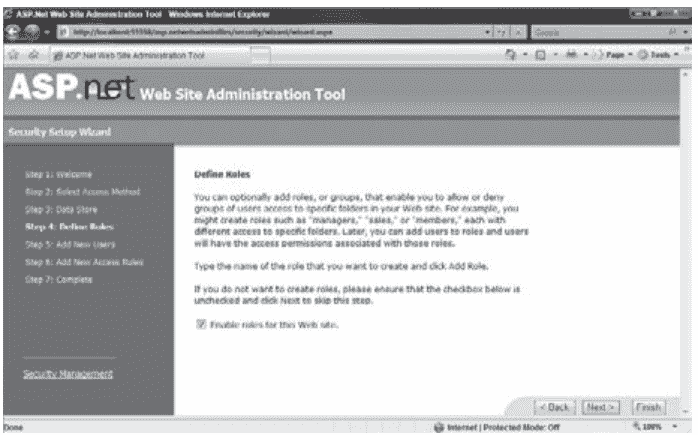 ASP.Net Web Site Administration Tool - Windows Internet Explorer
Google
ASP.Net Web Site Administration Tool
Page
Tools
ASP.net Web Site Administration Tool
Security Setup Wizard
Step 1: Welcome
Step 2: Select Access Method
Step 3: Data Store
Step 4: Define Roles
Step 5: Add New Users
Step 6: Add New Access Rules
Step 7: Complete
Security Management
Define Roles
You can optionally add roles, or groups, that enable you to allow or deny
groups of users access to specific folders in your Web site. For example, you
might create roles such as "managers," "sales," or "members," each with
different access to specific folders. Later, you can add users to roles and users
will have the access permissions associated with those roles.
Type the name of the role that you want to create and click Add Role.
If you do not want to create roles, please ensure that the checkbox below is
unchecked and click Next to skip this step.
Enable roles for this Web site.
< Back
Next >
Finish
Done
Internet | Protected Mode: Off
100%